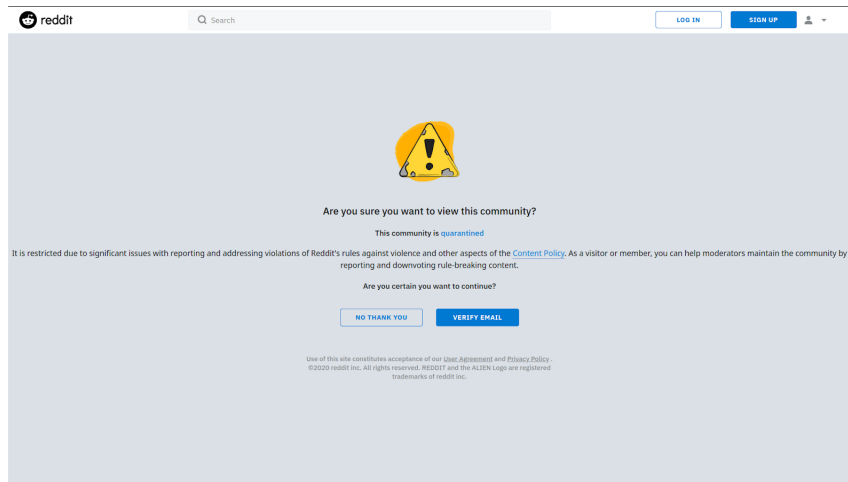 reddit
Search
LOG IN
SIGN UP
Are you sure you want to view this community?
This community is quarantined
It is restricted due to significant issues with reporting and addressing violations of Reddit's rules against violence and other aspects of the Content Policy. As a visitor or member, you can help moderators maintain the community by
reporting and downvoting rule-breaking content.
Are you certain you want to continue?
NO THANK YOU
VERIFY EMAIL
Use of this site constitutes acceptance of our User Agreement and Privacy Policy .
©2020 reddit inc. All rights reserved. REDDIT and the ALIEN Logo are registered
trademarks of reddit inc.